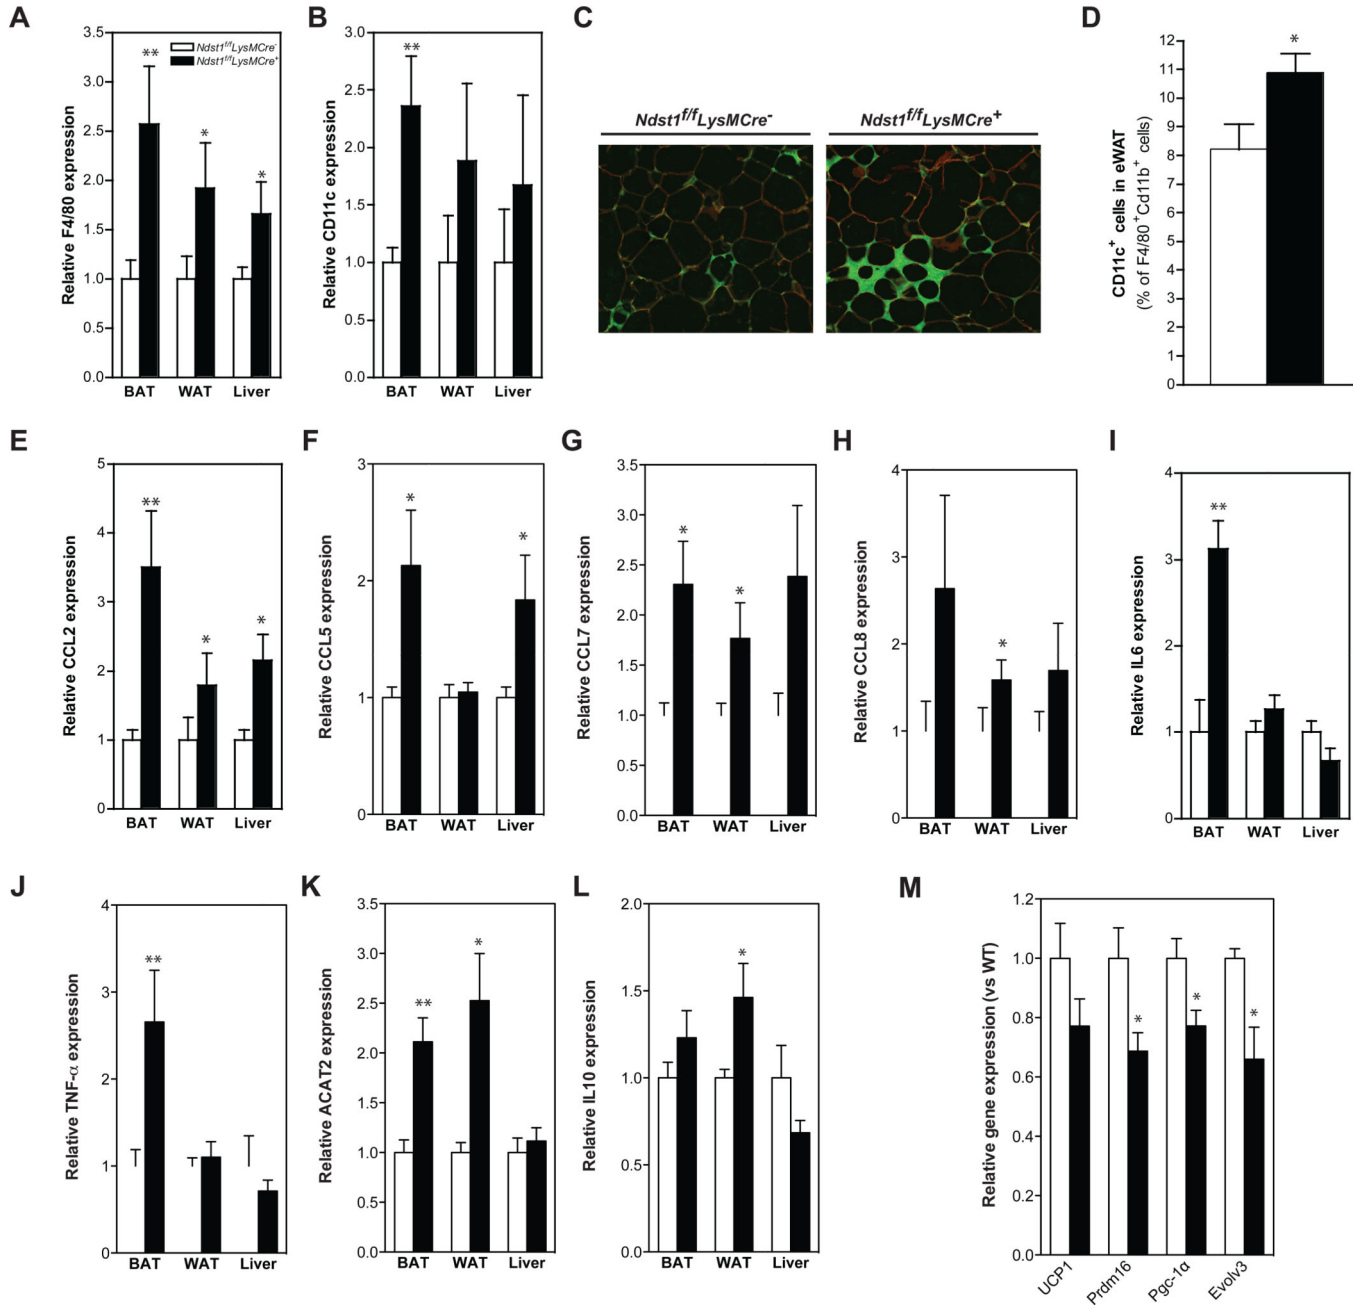 A
Relative F4/80 expression
3.5
3.0
2.5
2.0
1.5
1.0
0.5
0.0
**
*
*
Ndst1f/fLysMCre-
Ndst1f/fLysMCre+
BAT WAT Liver
B
Relative CD11c expression
3.0
2.5
2.0
1.5
1.0
0.5
0.0
**
BAT WAT Liver
C
Ndst1f/fLysMCre- Ndst1f/fLysMCre+
D
CD11c+ cells in eWAT
(% of F4/80+Cd11b+ cells)
12
11
10
9
8
7
6
5
4
3
2
1
0
*
E
Relative CCL2 expression
5
4
3
2
1
0
**
*
*
BAT WAT Liver
F
Relative CCL5 expression
3
2
1
0
*
*
BAT WAT Liver
G
Relative CCL7 expression
3.5
3.0
2.5
2.0
1.5
1.0
0.5
0.0
*
*
BAT WAT Liver
H
Relative CCL8 expression
4
3
2
1
0
*
BAT WAT Liver
I
Relative IL6 expression
4
3
2
1
0
**
BAT WAT Liver
J
Relative TNF-α expression
4
3
2
1
0
**
BAT WAT Liver
K
Relative ACAT2 expression
3.5
3.0
2.5
2.0
1.5
1.0
0.5
0.0
**
*
BAT WAT Liver
L
Relative IL10 expression
2.0
1.5
1.0
0.5
0.0
*
BAT WAT Liver
M
Relative gene expression (vs WT)
1.2
1.0
0.8
0.6
0.4
0.2
0.0
*
*
*
UCP1 Prdm16 Pgc-1α Evolv3